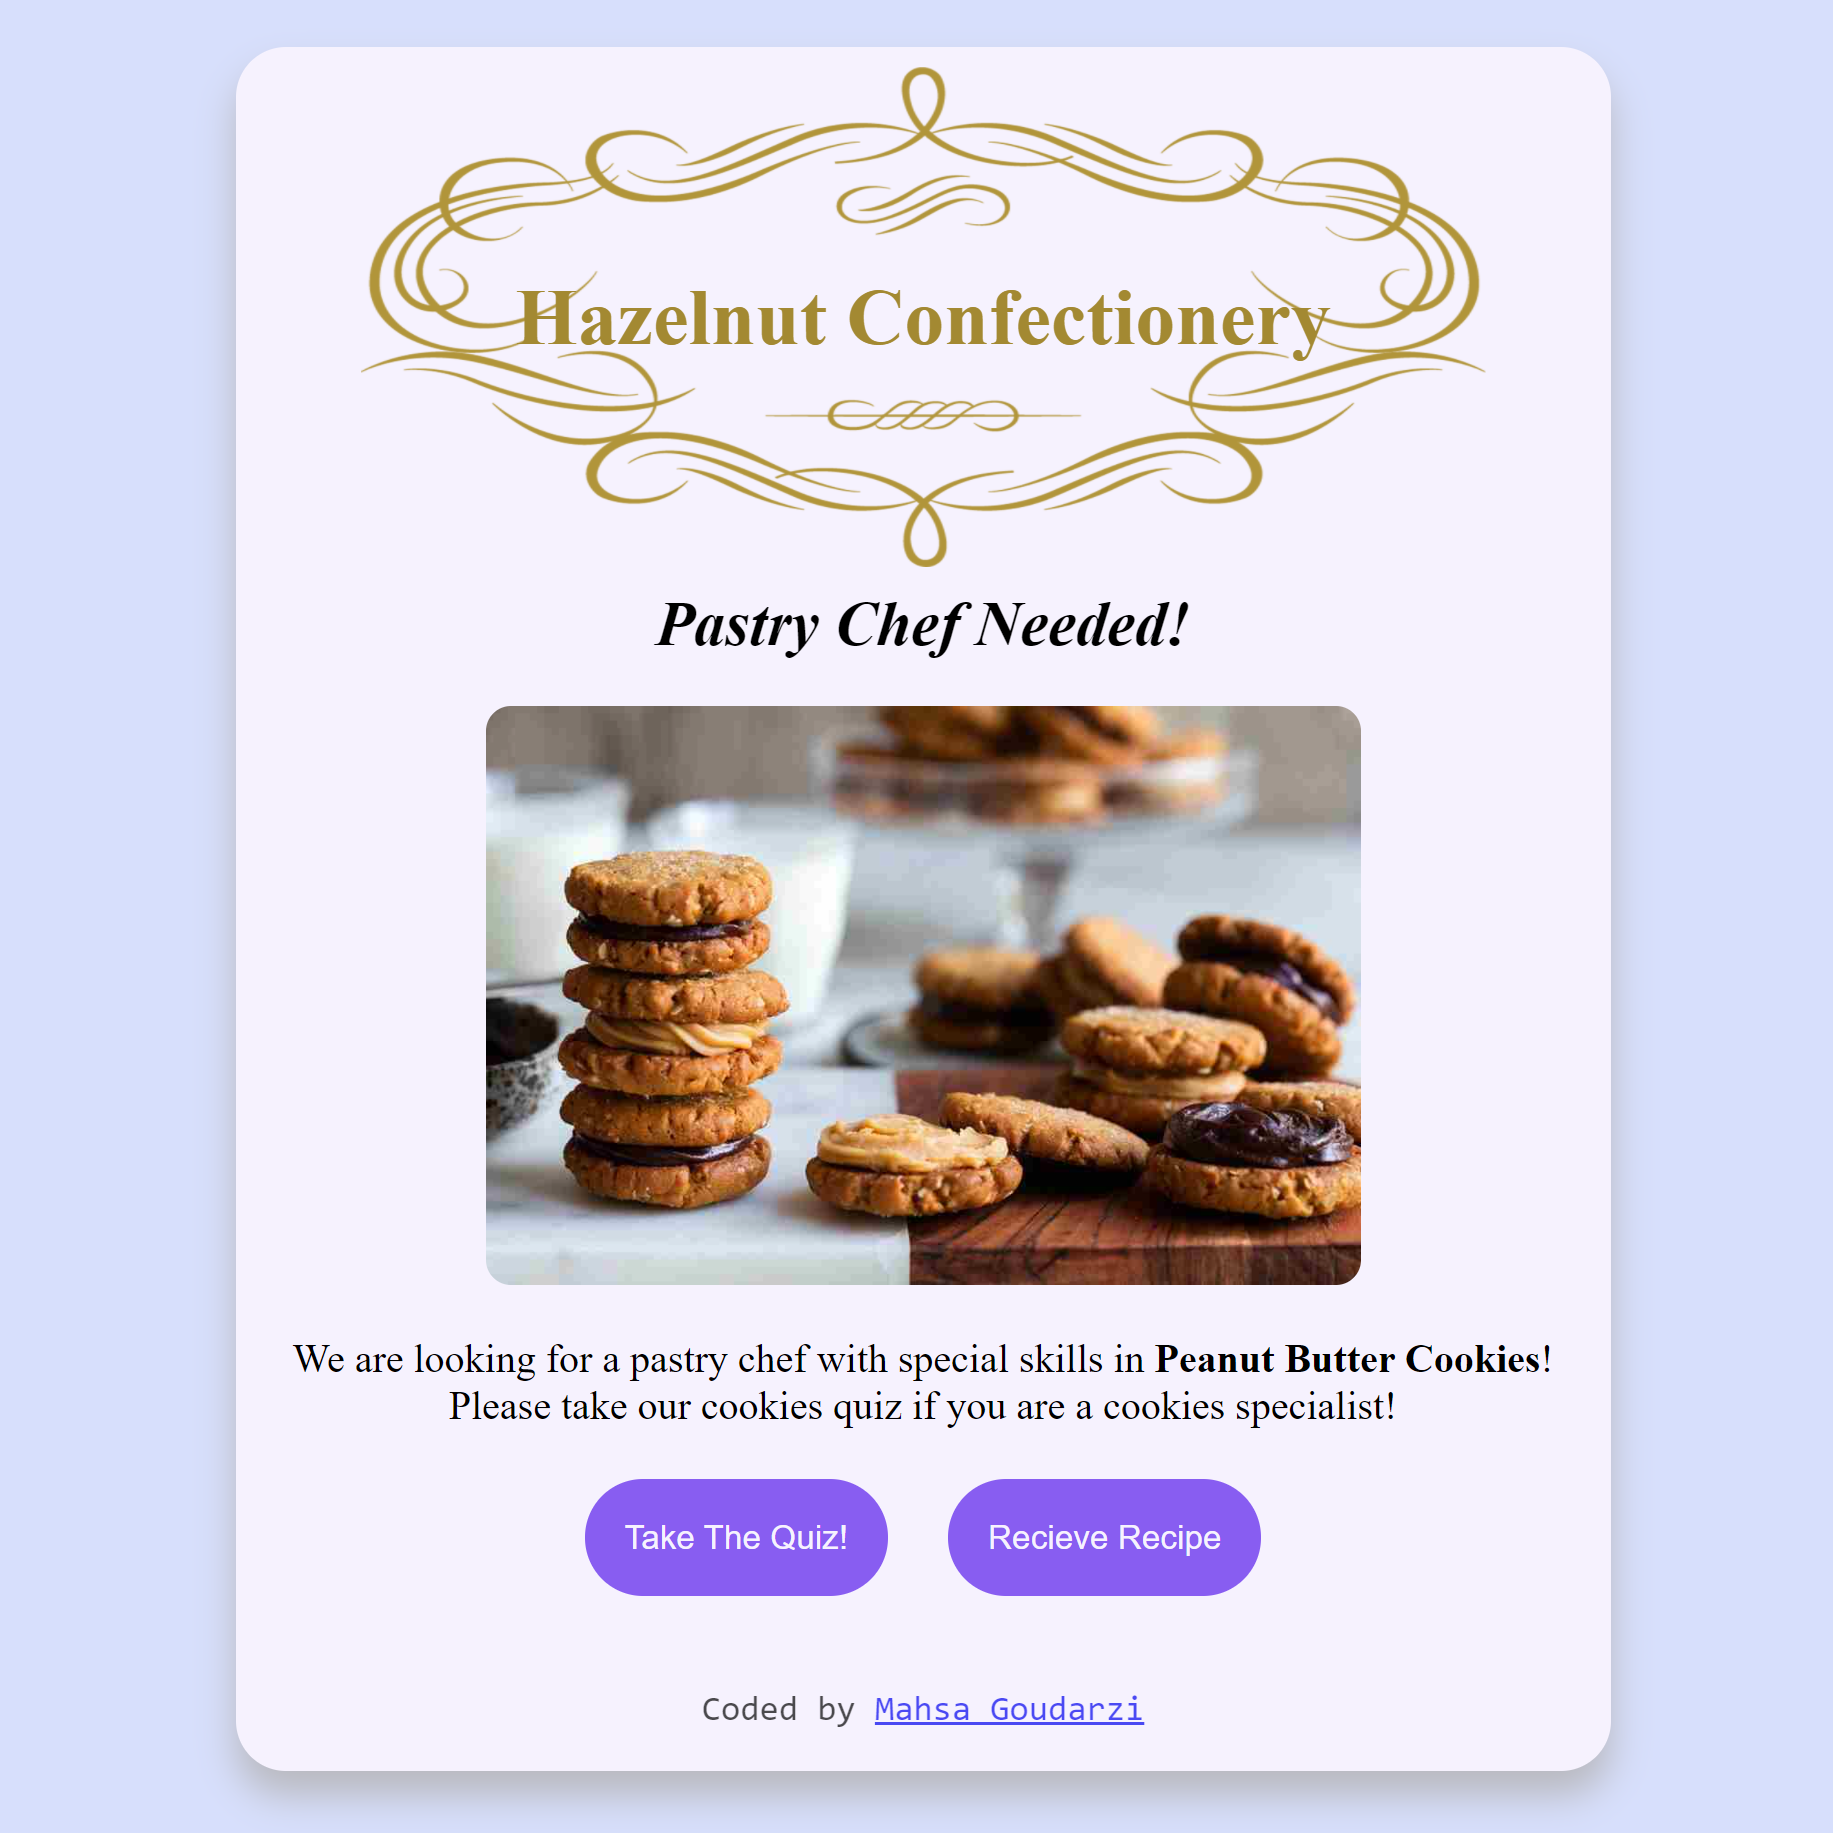 Hazelnut Confectionery
Pastry Chef Needed!
We are looking for a pastry chef with special skills in Peanut Butter Cookies!
Please take our cookies quiz if you are a cookies specialist!
Take The Quiz!
Recieve Recipe
Coded by Mahsa Goudarzi